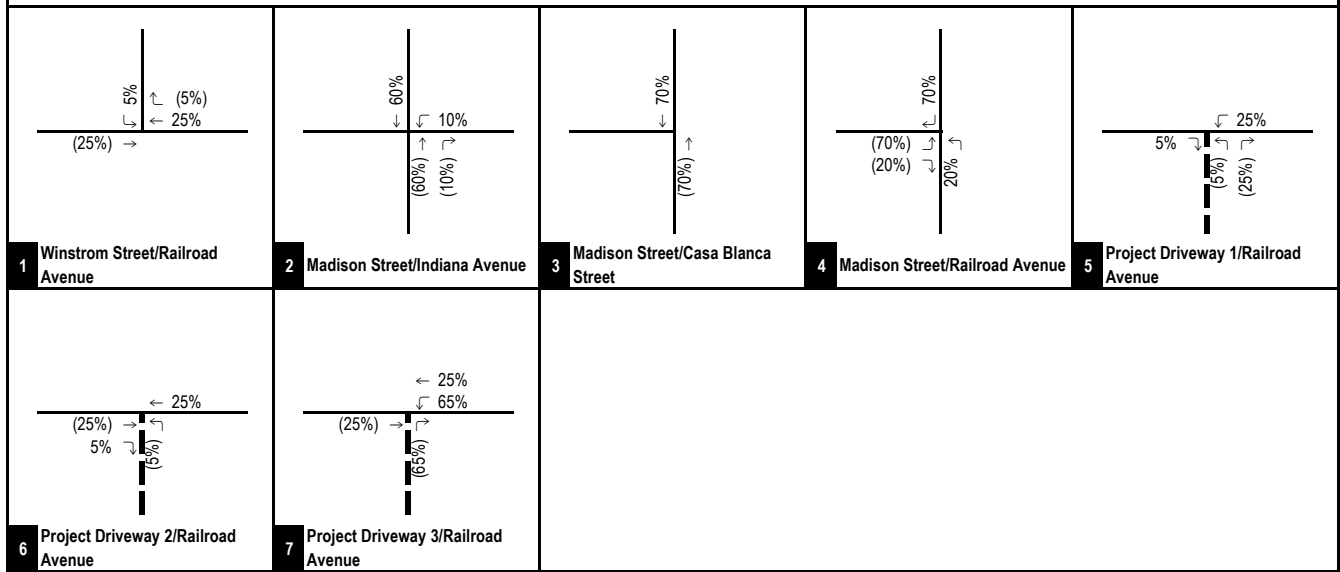 5%
(5%)
25%
(25%)
1 Winstrom Street/Railroad
Avenue
60%
10%
(60%)
(10%)
2 Madison Street/Indiana Avenue
70%
(70%)
3 Madison Street/Casa Blanca
Street
70%
(70%)
(20%)
20%
4 Madison Street/Railroad Avenue
25%
5%
(5%)
(25%)
5 Project Driveway 1/Railroad
Avenue
25%
(25%)
5%
(5%)
6 Project Driveway 2/Railroad
Avenue
25%
65%
(25%)
(65%)
7 Project Driveway 3/Railroad
Avenue